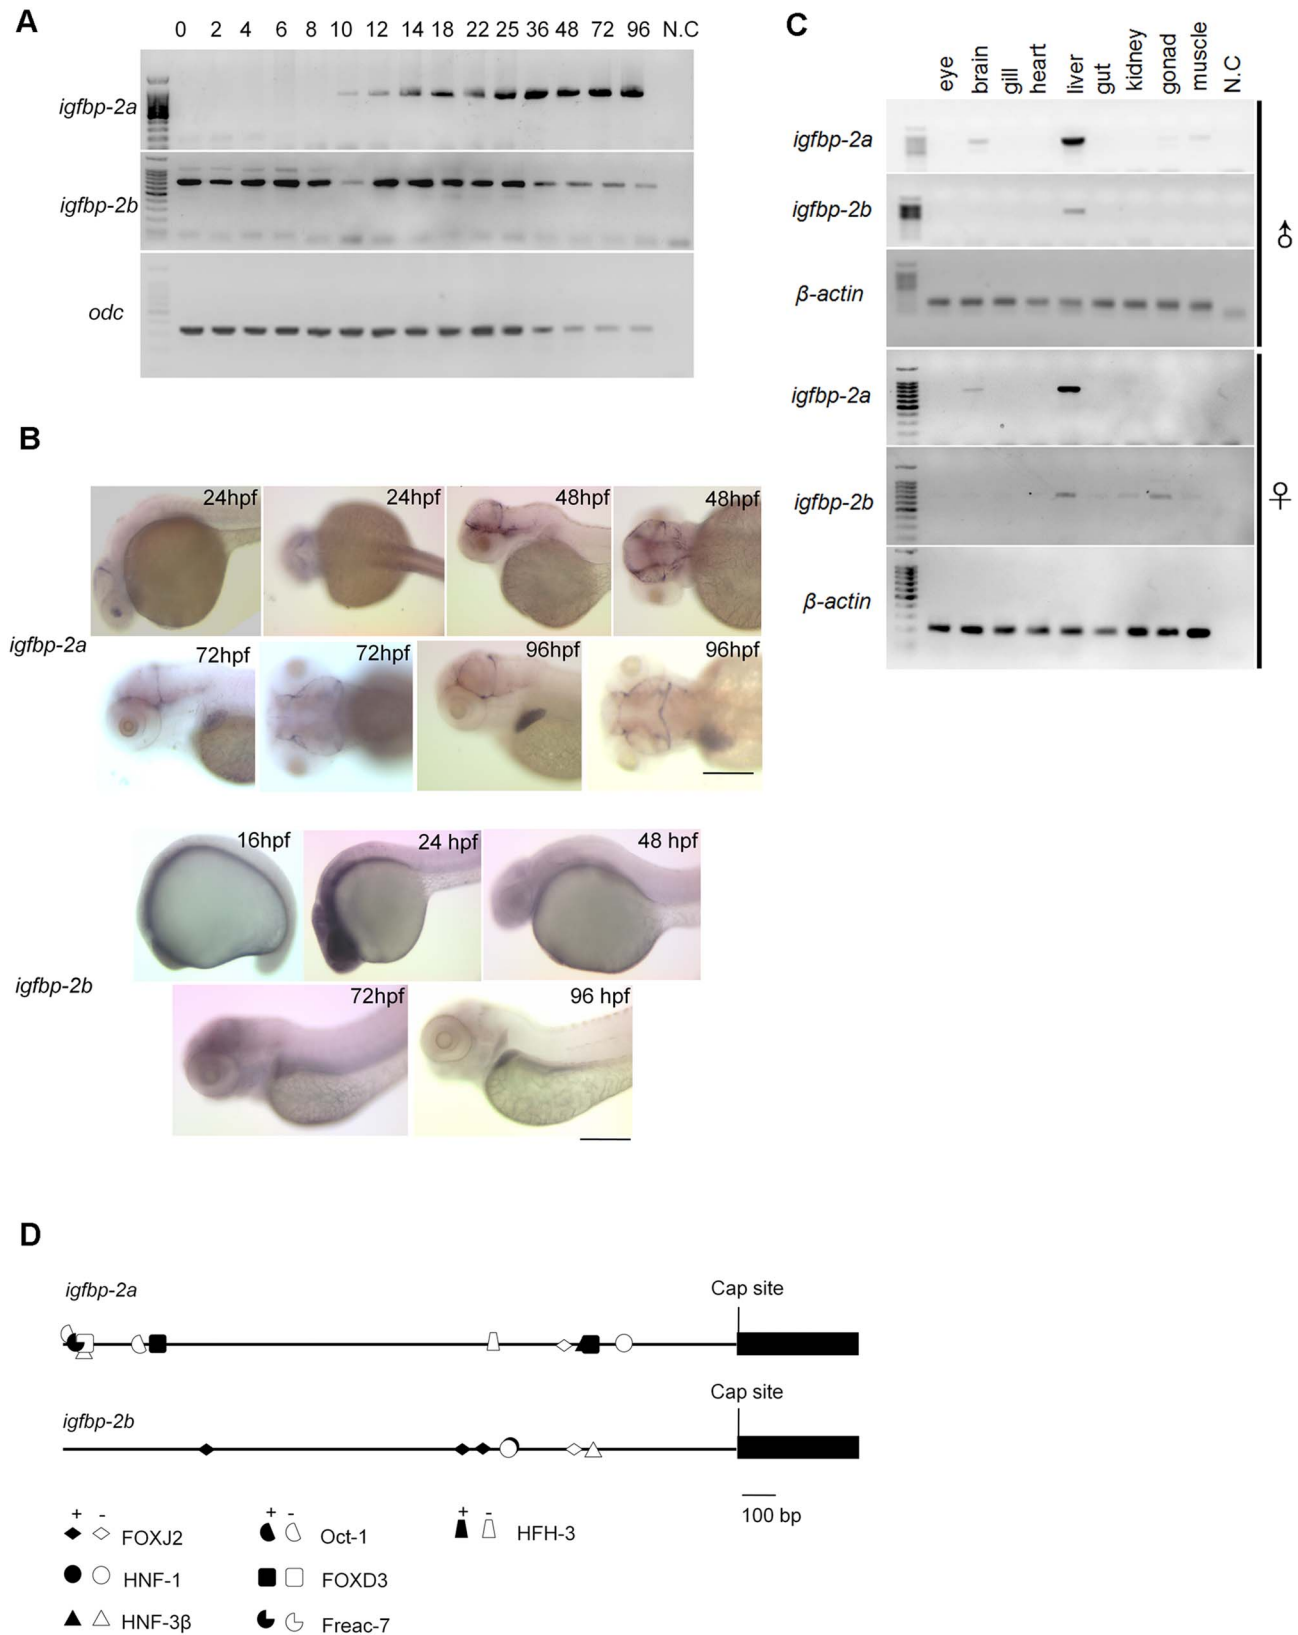 A
0 2 4 6 8 10 12 14 18 22 25 36 48 72 96 N.C
igfbp-2a
igfbp-2b
odc
B
24hpf 24hpf 48hpf 48hpf
igfbp-2a
72hpf 72hpf 96hpf 96hpf
16hpf 24 hpf 48 hpf
igfbp-2b
72hpf 96 hpf
C
eye brain gill heart liver gut kidney gonad muscle N.C
igfbp-2a
igfbp-2b
β-actin
♂
igfbp-2a
igfbp-2b
♀
β-actin
D
igfbp-2a
Cap site
igfbp-2b
Cap site
100 bp
+ - + - + -
FOXJ2 Oct-1 HFH-3
HNF-1 FOXD3
HNF-3β Freac-7